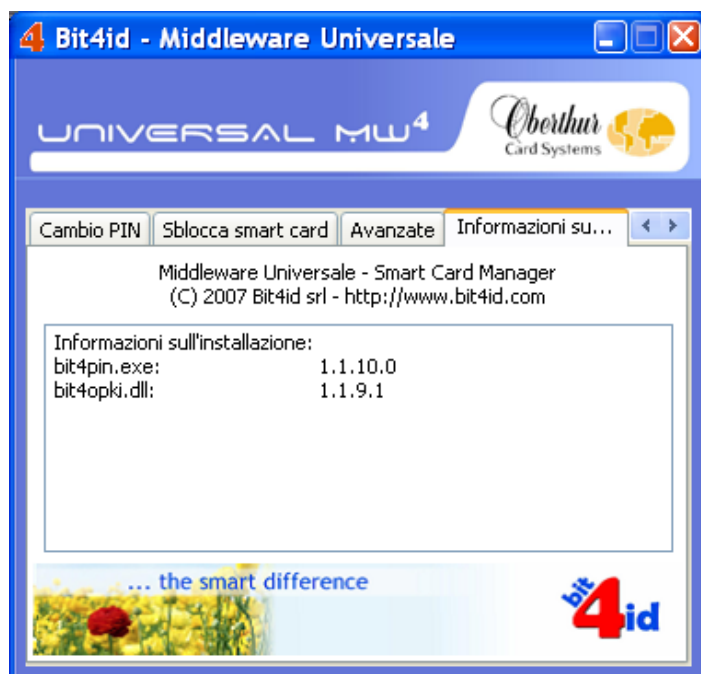 4 Bit4id - Middleware Universale
UNIVERSAL MW4
Oberthur
Card Systems
Cambio PIN Sblocca smart card Avanzate Informazioni su...
Middleware Universale - Smart Card Manager
(C) 2007 Bit4id srl - http://www.bit4id.com
Informazioni sull'installazione:
bit4pin.exe: 1.1.10.0
bit4opki.dll: 1.1.9.1
... the smart difference
bit4id